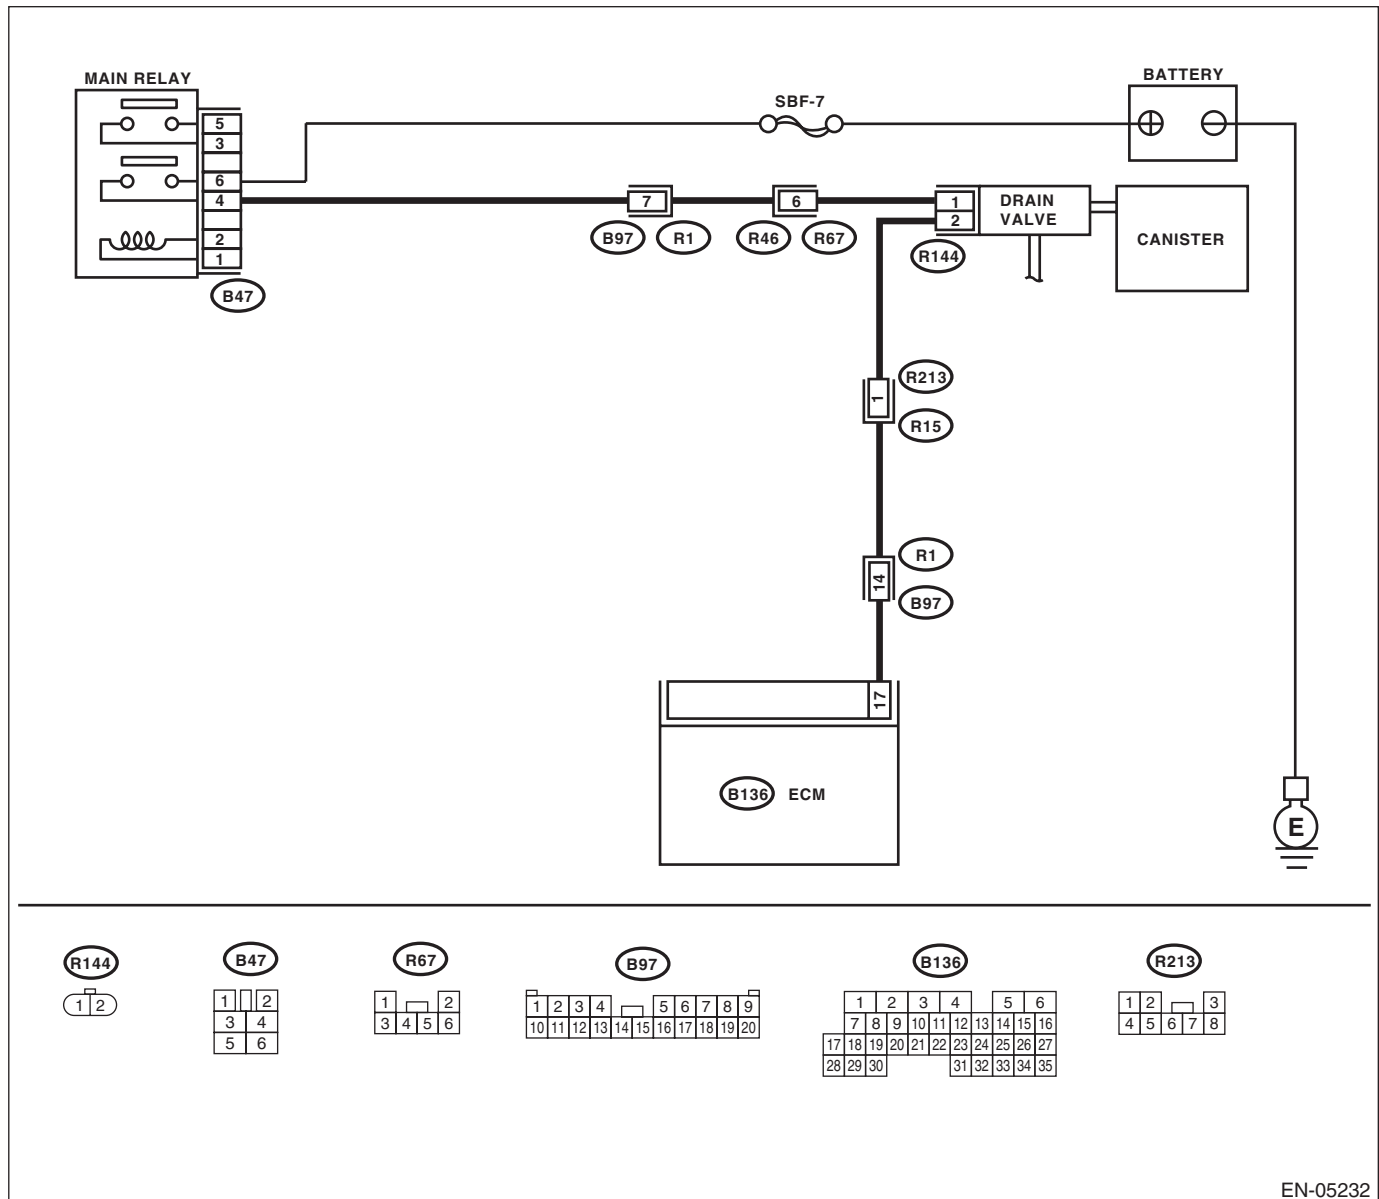 MAIN RELAY
BATTERY
SBF-7
5
3
6
4
2
1
B47
7
B97
R1
6
R46
R67
1
2
R144
DRAIN
VALVE
CANISTER
R213
1
R15
R1
14
B97
17
B136
ECM
E
R144
1 2
B47
1 2
3 4
5 6
R67
1 2
3 4 5 6
B97
1 2 3 4 5 6 7 8 9
10 11 12 13 14 15 16 17 18 19 20
B136
1 2 3 4 5 6
7 8 9 10 11 12 13 14 15 16
17 18 19 20 21 22 23 24 25 26 27
28 29 30 31 32 33 34 35
R213
1 2 3
4 5 6 7 8
EN-05232